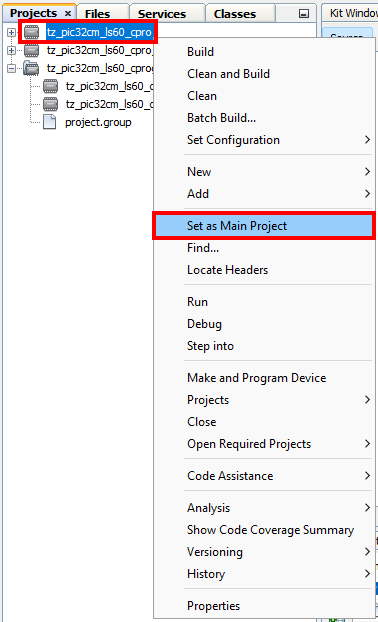 Projects × Files Services Classes
Kit Window
tz_pic32cm_ls60_cpro
tz_pic32cm_ls60_cpro
tz_pic32cm_ls60_cpro
tz_pic32cm_ls60_c
tz_pic32cm_ls60_c
project.group
Build
Clean and Build
Clean
Batch Build...
Set Configuration
New
Add
Set as Main Project
Find...
Locate Headers
Run
Debug
Step into
Make and Program Device
Projects
Close
Open Required Projects
Code Assistance
Analysis
Show Code Coverage Summary
Versioning
History
Properties